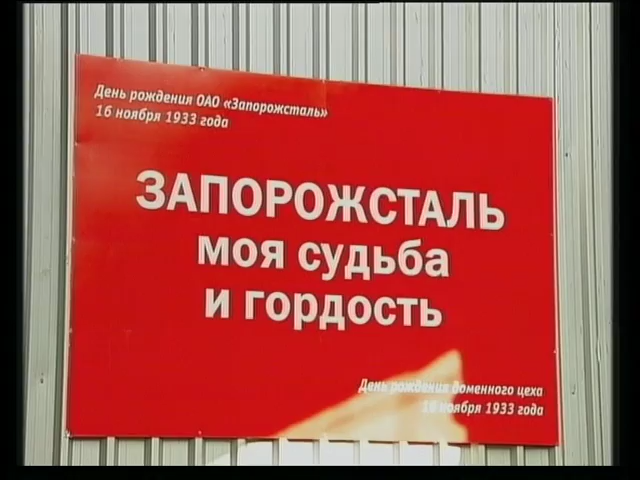 День рождения ОАО «Запорожсталь»
16 ноября 1933 года
ЗАПОРОЖСТАЛЬ
моя судьба
и гордость
День рождения доменного цеха
16 ноября 1933 года